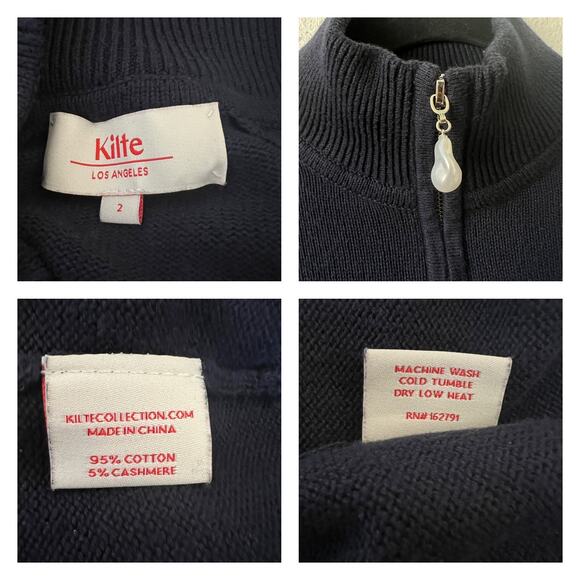 Kilte
LOS ANGELES
2
KILTECOLLECTION.COM
MADE IN CHINA
95% COTTON
5% CASHMERE
MACHINE WASH
COLD TUMBLE
DRY LOW HEAT
RN# 162791